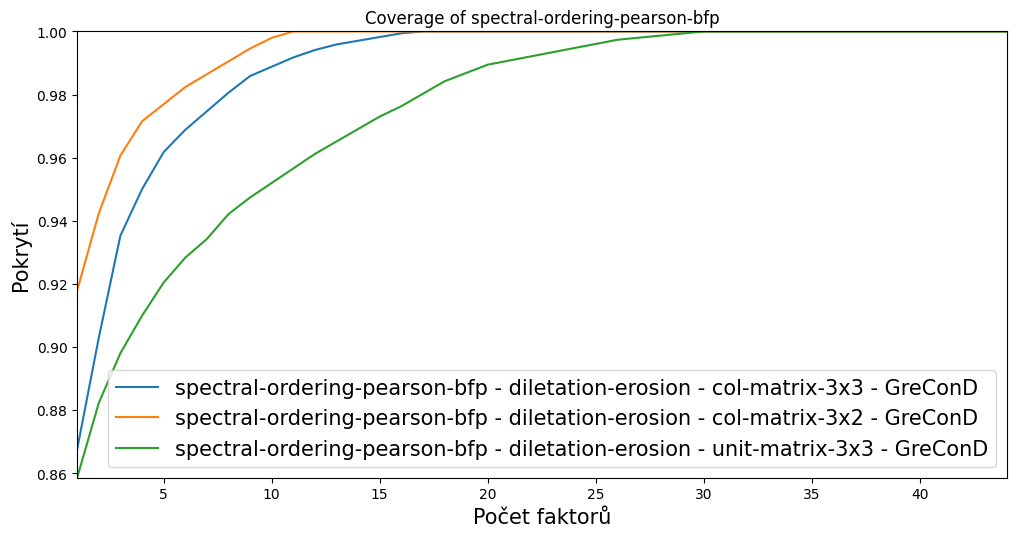 Coverage of spectral-ordering-pearson-bfp
1.00
0.98
0.96
0.94
0.92
0.90
0.88
0.86
Pokrytí
spectral-ordering-pearson-bfp - diletation-erosion - col-matrix-3x3 - GreConD
spectral-ordering-pearson-bfp - diletation-erosion - col-matrix-3x2 - GreConD
spectral-ordering-pearson-bfp - diletation-erosion - unit-matrix-3x3 - GreConD
5 10 15 20 25 30 35 40
Počet faktorů